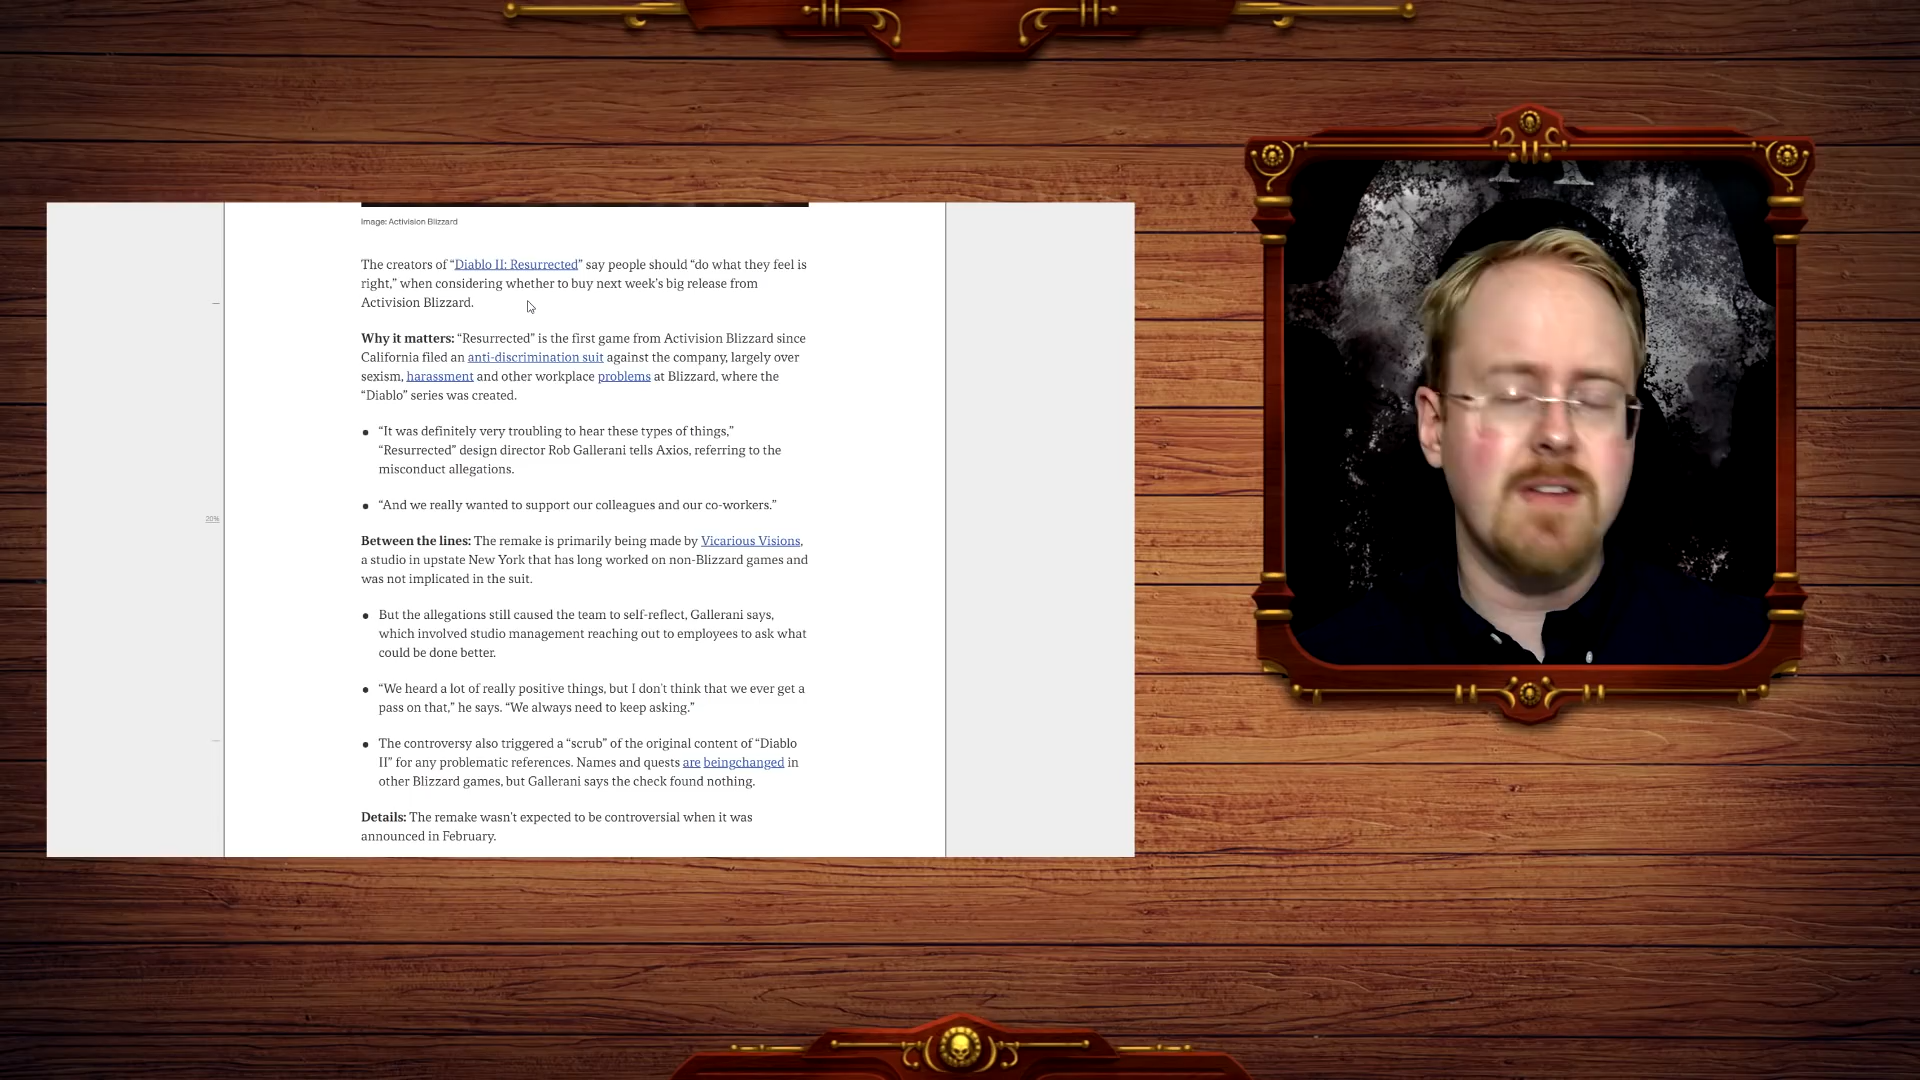 Image: Activision Blizzard
The creators of “Diablo II: Resurrected” say people should “do what they feel is
right,” when considering whether to buy next week’s big release from
Activision Blizzard.
Why it matters: “Resurrected” is the first game from Activision Blizzard since
California filed an anti-discrimination suit against the company, largely over
sexism, harassment and other workplace problems at Blizzard, where the
“Diablo” series was created.
“It was definitely very troubling to hear these types of things,”
“Resurrected” design director Rob Gallerani tells Axios, referring to the
misconduct allegations.
“And we really wanted to support our colleagues and our co-workers.”
Between the lines: The remake is primarily being made by Vicarious Visions,
a studio in upstate New York that has long worked on non-Blizzard games and
was not implicated in the suit.
20%
But the allegations still caused the team to self-reflect, Gallerani says,
which involved studio management reaching out to employees to ask what
could be done better.
“We heard a lot of really positive things, but I don’t think that we ever get a
pass on that,” he says. “We always need to keep asking.”
The controversy also triggered a “scrub” of the original content of “Diablo
II” for any problematic references. Names and quests are beingchanged in
other Blizzard games, but Gallerani says the check found nothing.
Details: The remake wasn’t expected to be controversial when it was
announced in February.